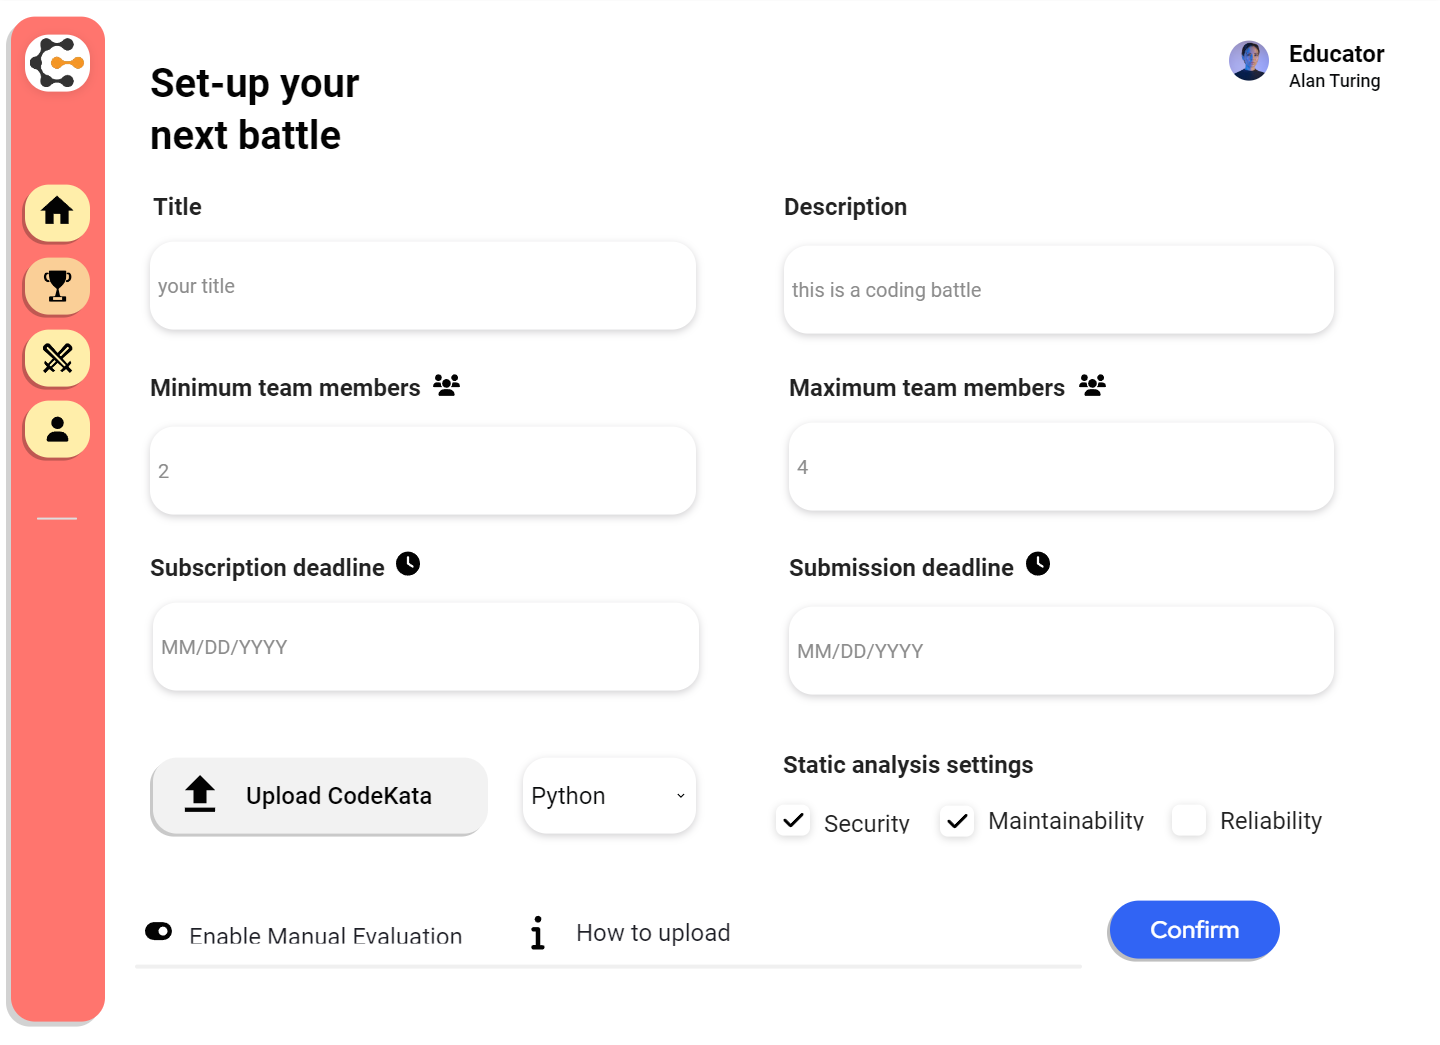 Educator
Alan Turing
Set-up your
next battle
Title
Description
your title
this is a coding battle
Minimum team members
Maximum team members
2
4
Subscription deadline
Submission deadline
MM/DD/YYYY
MM/DD/YYYY
Static analysis settings
Upload CodeKata
Python
Security
Maintainability
Reliability
Enable Manual Evaluation
How to upload
Confirm